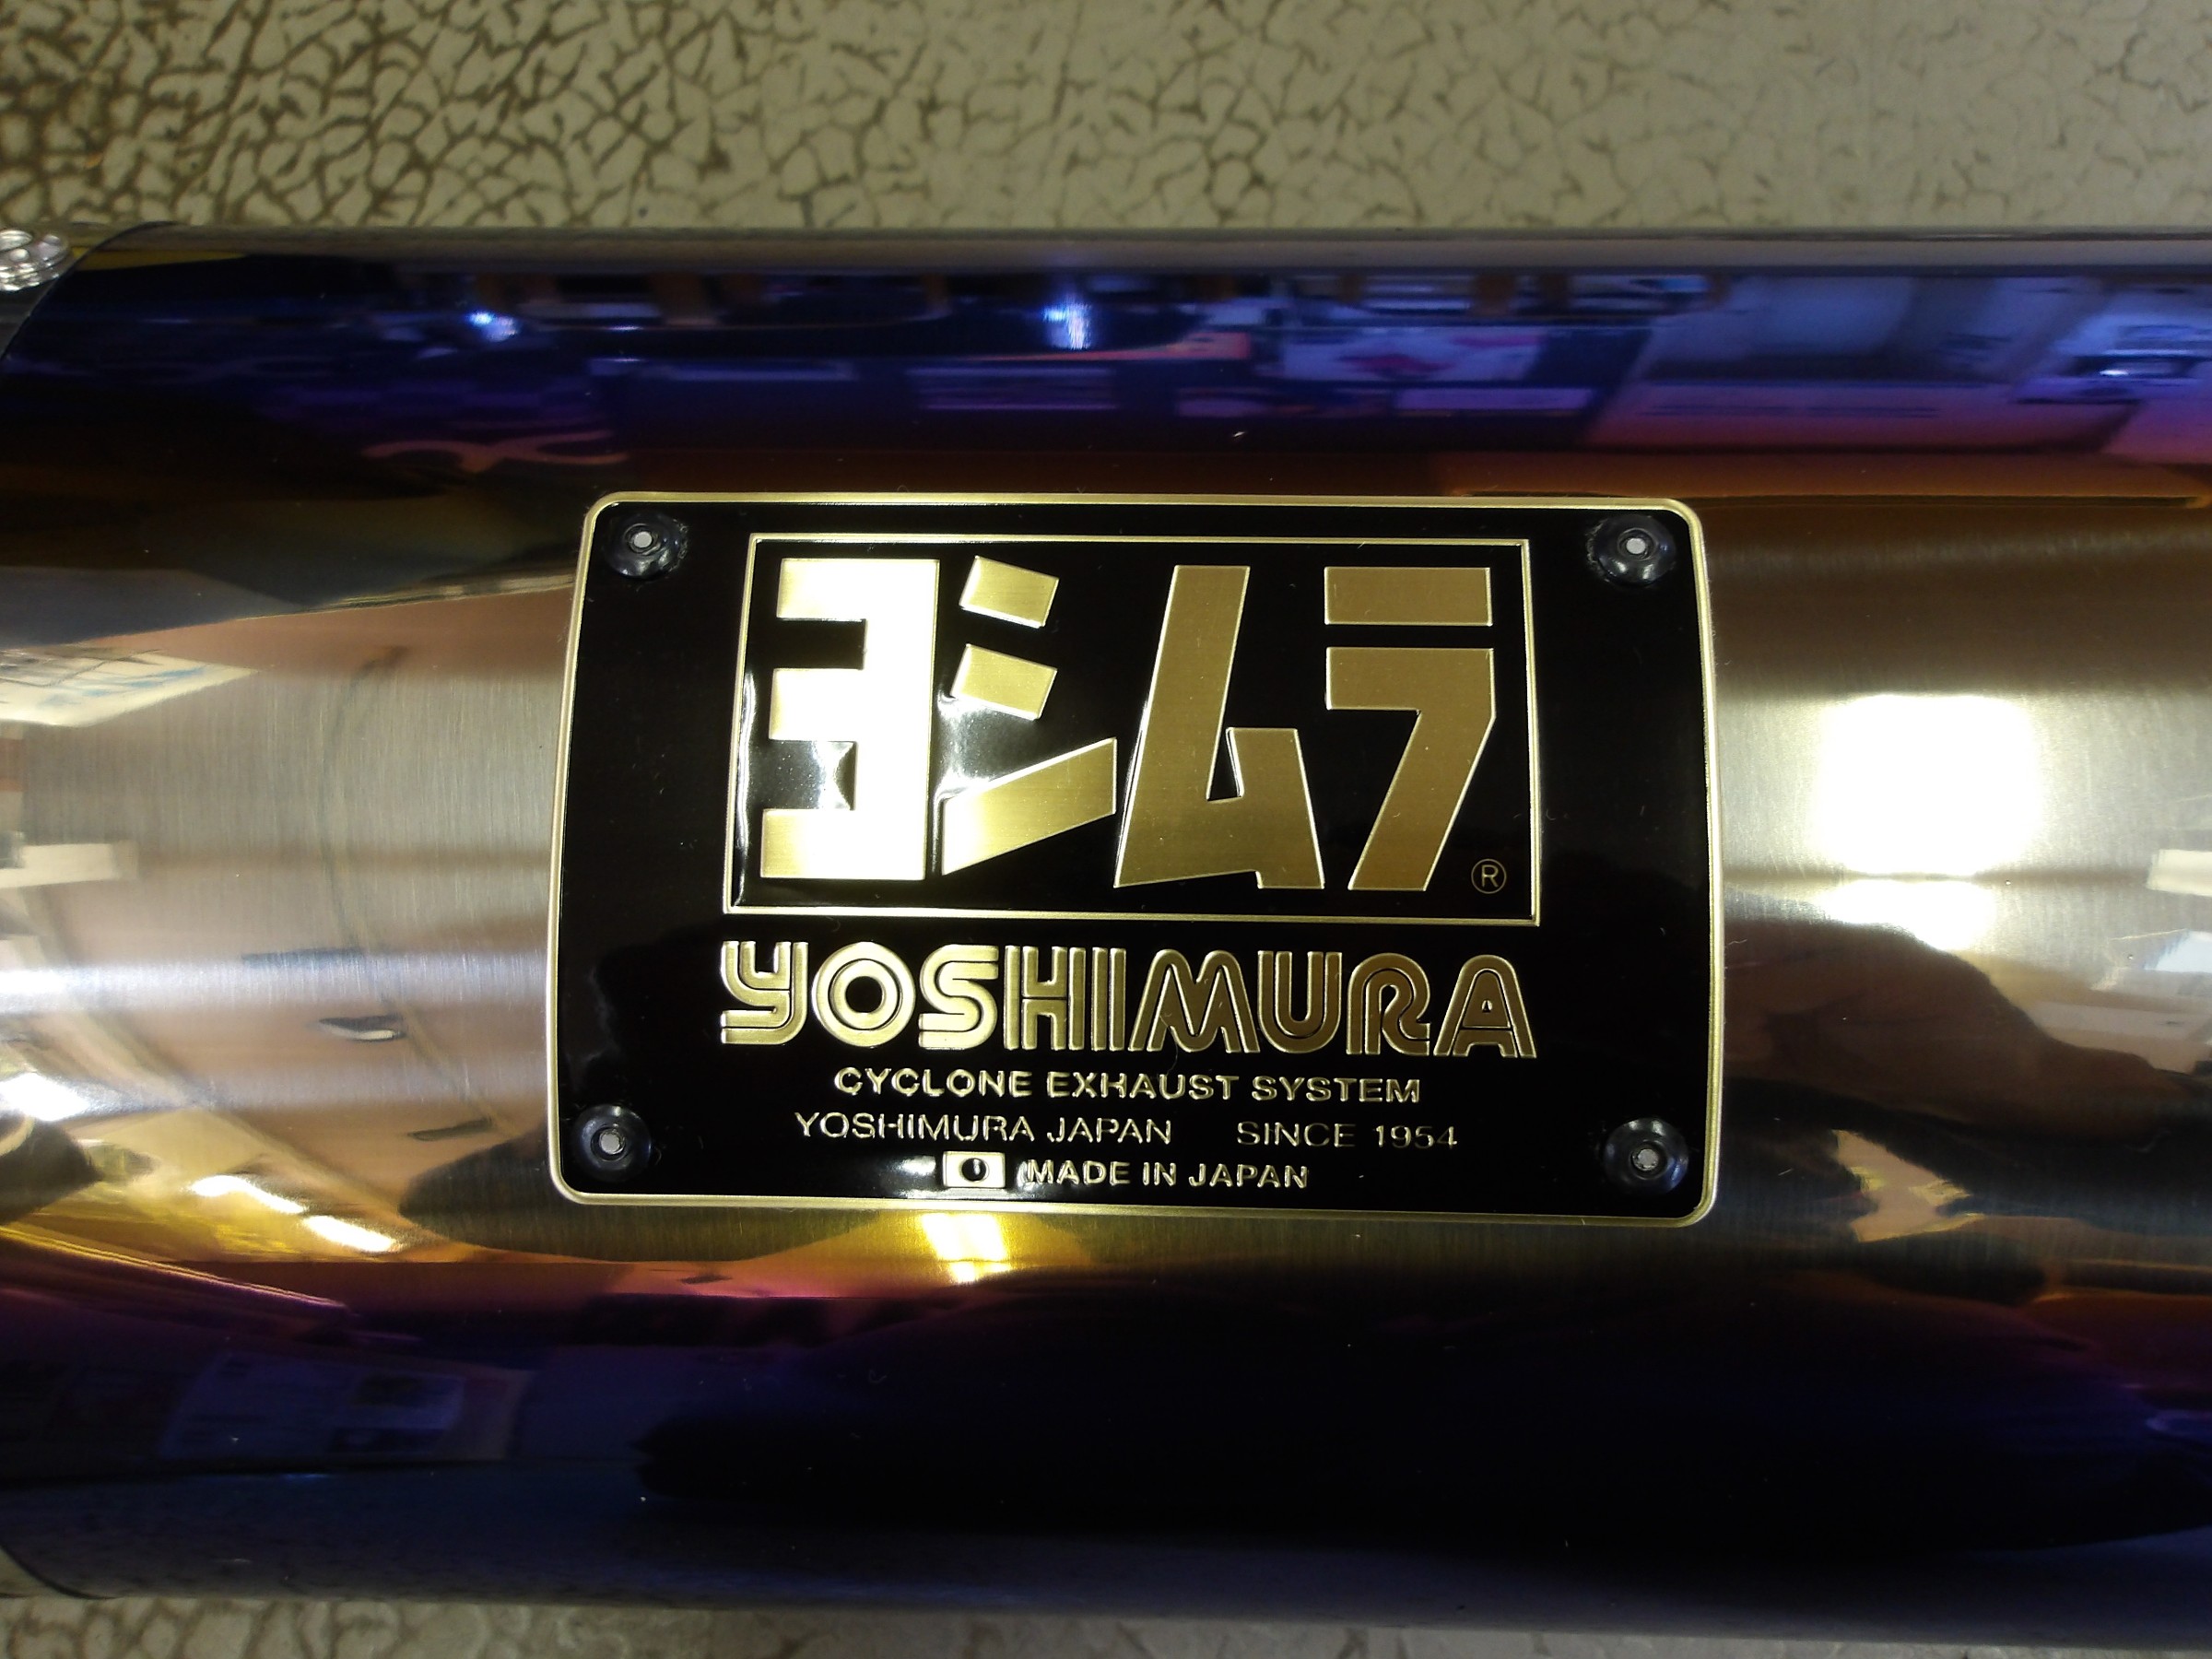 ヨシムラ
®
YOSHIMURA
CYCLONE EXHAUST SYSTEM
YOSHIMURA JAPAN SINCE 1954
MADE IN JAPAN